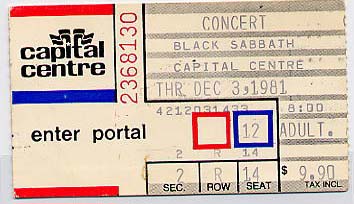 capital
centre
2368130
CONCERT
BLACK SABBATH
CAPITAL CENTRE
THR DEC 3,1981
4212031433 8:00
enter portal 12 ADULT.
2 R 14
2 R 14 $ 9.90
SEC. ROW SEAT TAX INCL.